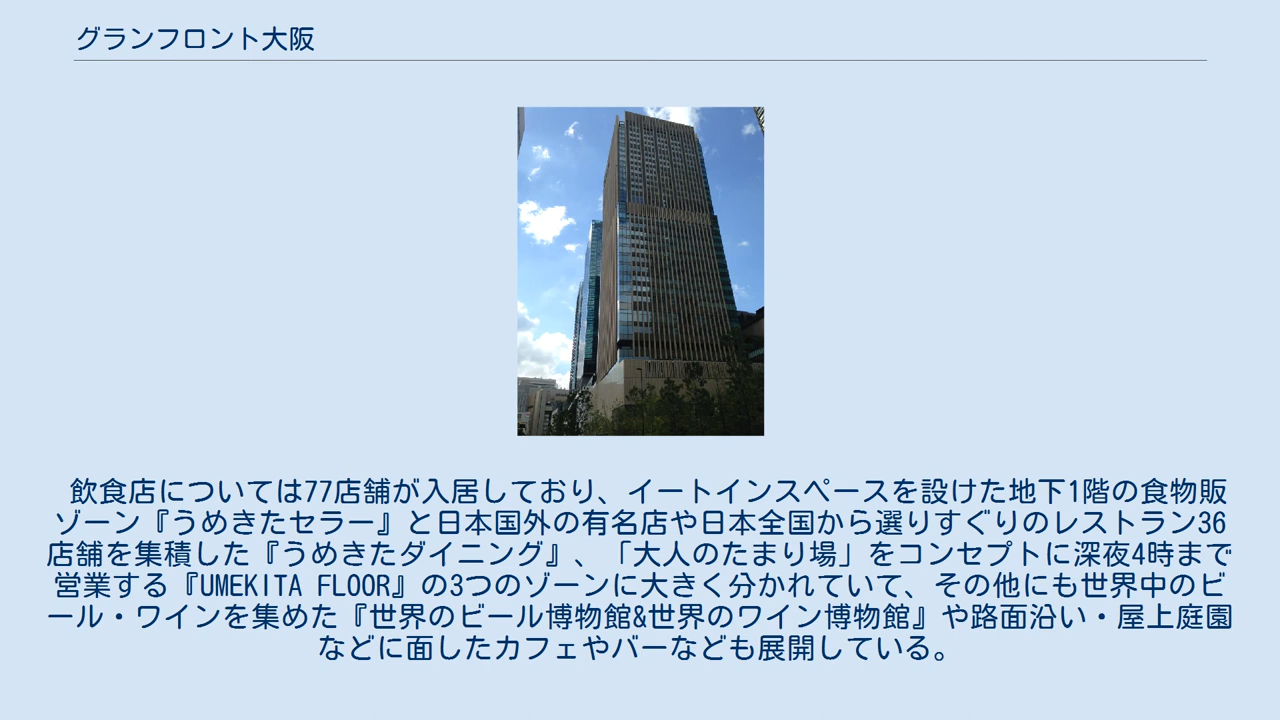 グランフロント大阪
飲食店については77店舗が入居しており、イートインスペースを設けた地下1階の食物販
ゾーン『うめきたセラー』と日本国外の有名店や日本全国から選りすぐりのレストラン36
店舗を集積した『うめきたダイニング』、「大人のたまり場」をコンセプトに深夜4時まで
営業する『UMEKITA FLOOR』の3つのゾーンに大きく分かれていて、その他にも世界中のビ
ール・ワインを集めた『世界のビール博物館&世界のワイン博物館』や路面沿い・屋上庭園
などに面したカフェやバーなども展開している。